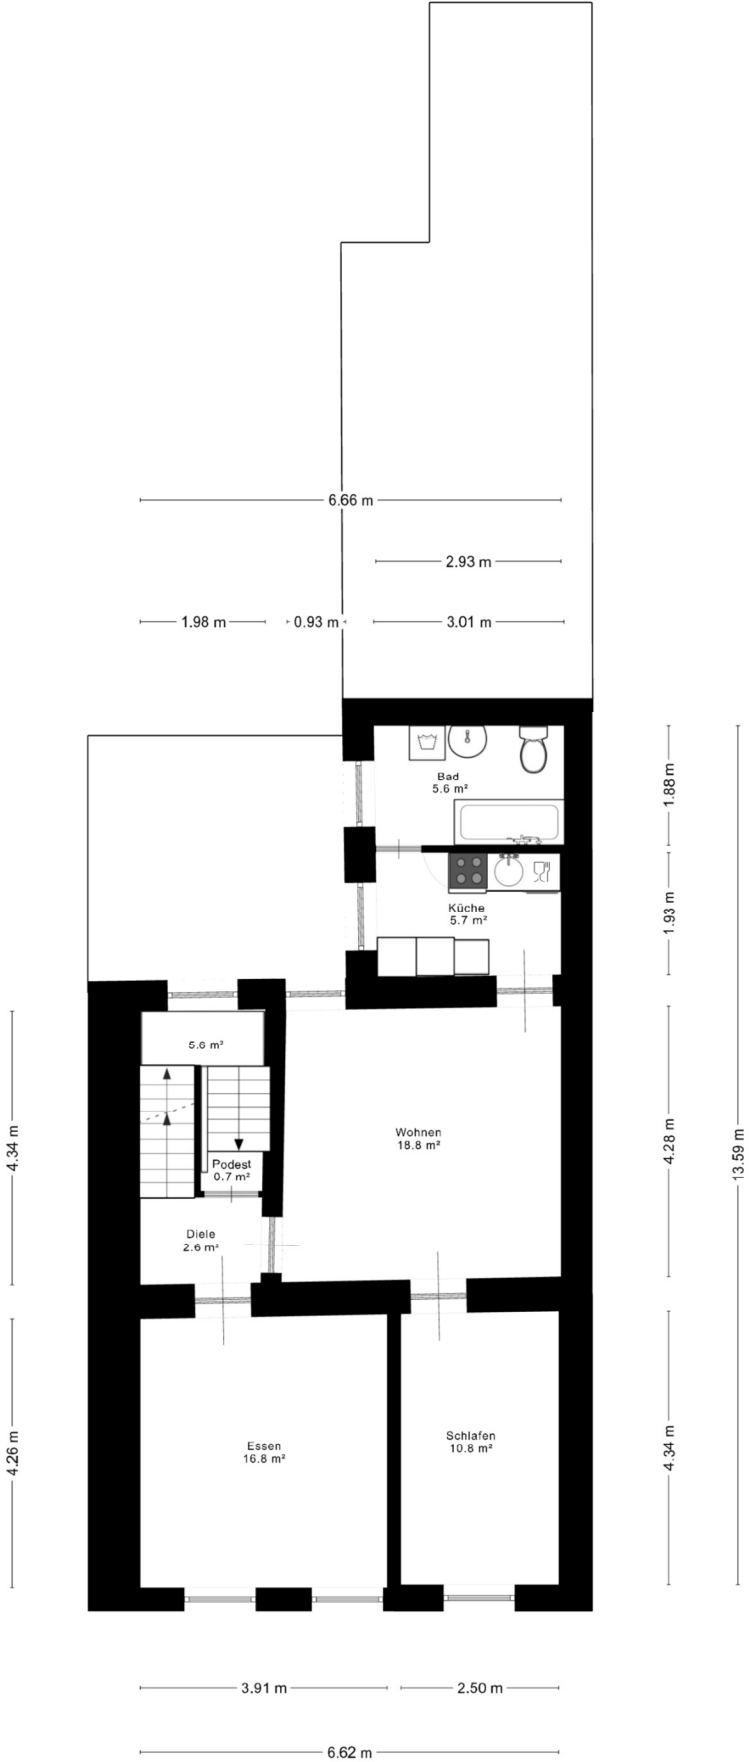 6.66 m
2.93 m
1.98 m
0.93 m
3.01 m
Bad
5.6 m²
1.88 m
Küche
5.7 m²
1.93 m
5.6 m²
4.34 m
Wohnen
18.8 m²
4.28 m
13.59 m
Podest
0.7 m²
Diele
2.6 m²
Essen
16.8 m²
Schlafen
10.8 m²
4.26 m
4.34 m
3.91 m
2.50 m
6.62 m